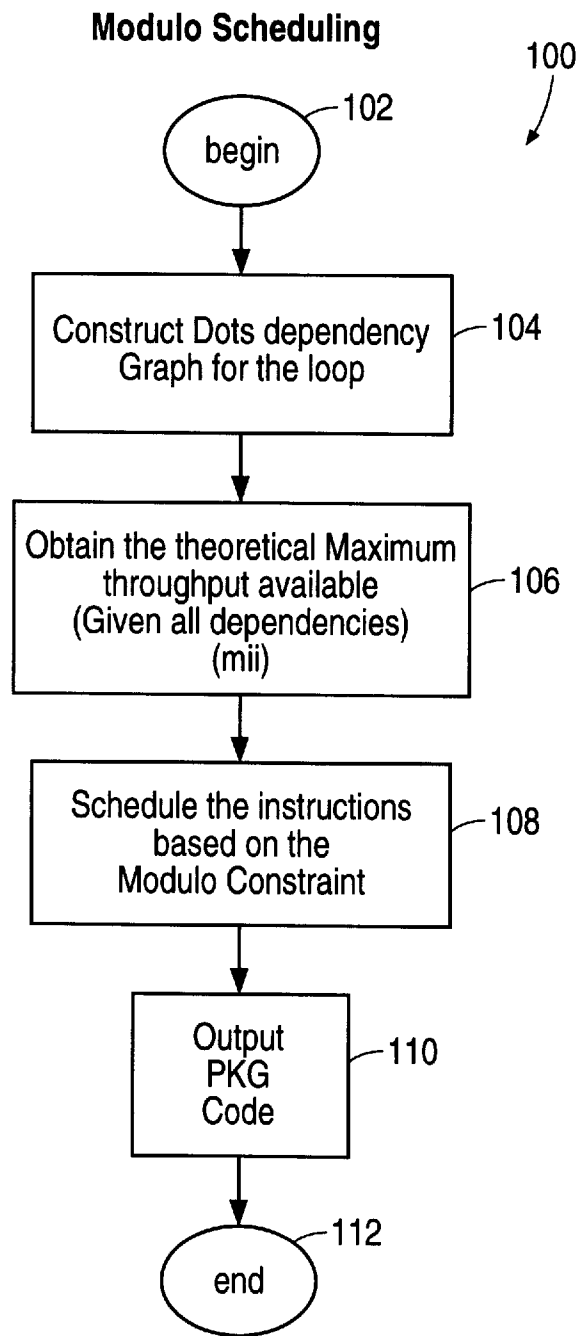 Modulo Scheduling
100
102
begin
Construct Dots dependency
Graph for the loop
104
Obtain the theoretical Maximum
throughput available
(Given all dependencies)
(mii)
106
Schedule the instructions
based on the
Modulo Constraint
108
Output
PKG
Code
110
112
end